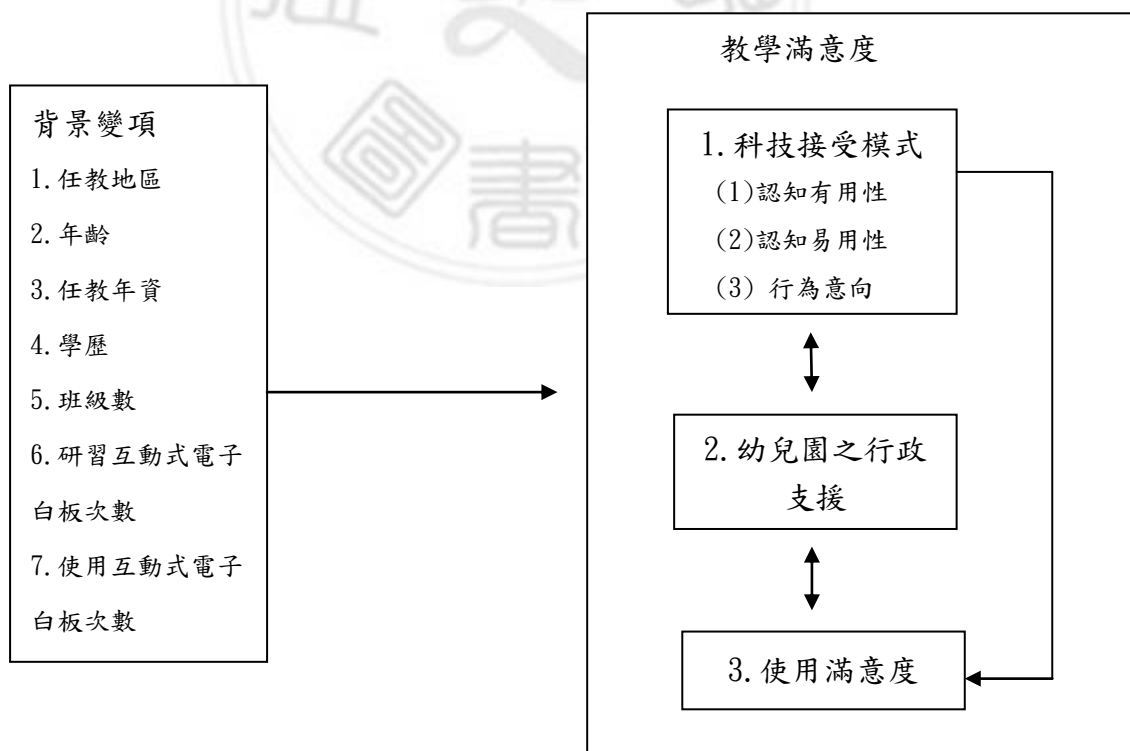 背景變項
1.任教地區
2.年齡
3.任教年資
4.學歷
5.班級數
6.研習互動式電子
白板次數
7.使用互動式電子
白板次數
教學滿意度
1.科技接受模式
(1)認知有用性
(2)認知易用性
(3) 行為意向
2.幼兒園之行政
支援
3.使用滿意度
書